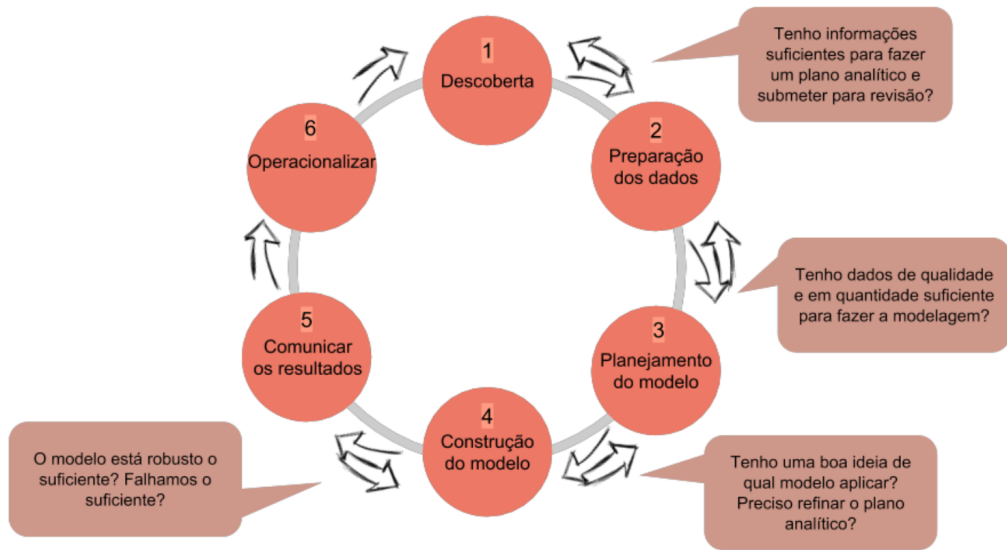 1
Descoberta
Tenho informações
suficientes para fazer
um plano analítico e
submeter para revisão?
2
Preparação
dos dados
Tenho dados de qualidade
e em quantidade suficiente
para fazer a modelagem?
3
Planejamento
do modelo
Tenho uma boa ideia de
qual modelo aplicar?
Preciso refinar o plano
analítico?
4
Construção
do modelo
O modelo está robusto o
suficiente? Falhamos o
suficiente?
5
Comunicar
os resultados
6
Operacionalizar